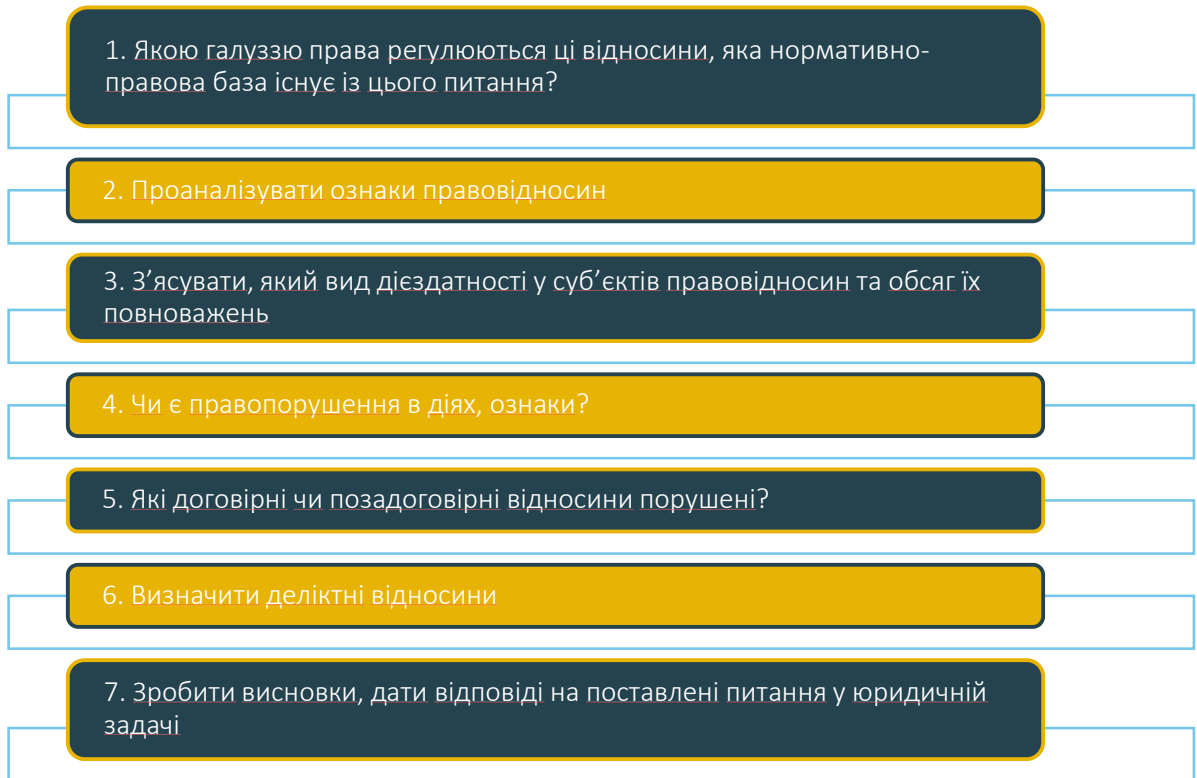 1. Якою галуззю права регулюються ці відносини, яка нормативно-
правова база існує із цього питання?
2. Проаналізувати ознаки правовідносин
3. З’ясувати, який вид дієздатності у суб’єктів правовідносин та обсяг їх
повноважень
4. Чи є правопорушення в діях, ознаки?
5. Які договірні чи позадоговірні відносини порушені?
6. Визначити деліктні відносини
7. Зробити висновки, дати відповіді на поставлені питання у юридичній
задачі